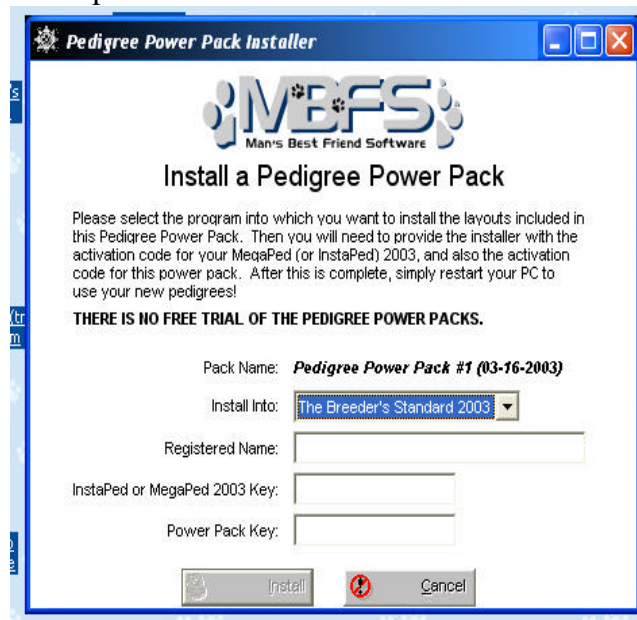 Pedigree Power Pack Installer
MBFS
Man's Best Friend Software
Install a Pedigree Power Pack
Please select the program into which you want to install the layouts included in
this Pedigree Power Pack. Then you will need to provide the installer with the
activation code for your MegaPed (or InstaPed) 2003, and also the activation
code for this power pack. After this is complete, simply restart your PC to
use your new pedigrees!
THERE IS NO FREE TRIAL OF THE PEDIGREE POWER PACKS.
Pack Name: Pedigree Power Pack #1 (03-16-2003)
Install Into: The Breeder's Standard 2003
Registered Name:
InstaPed or MegaPed 2003 Key:
Power Pack Key:
Install Cancel